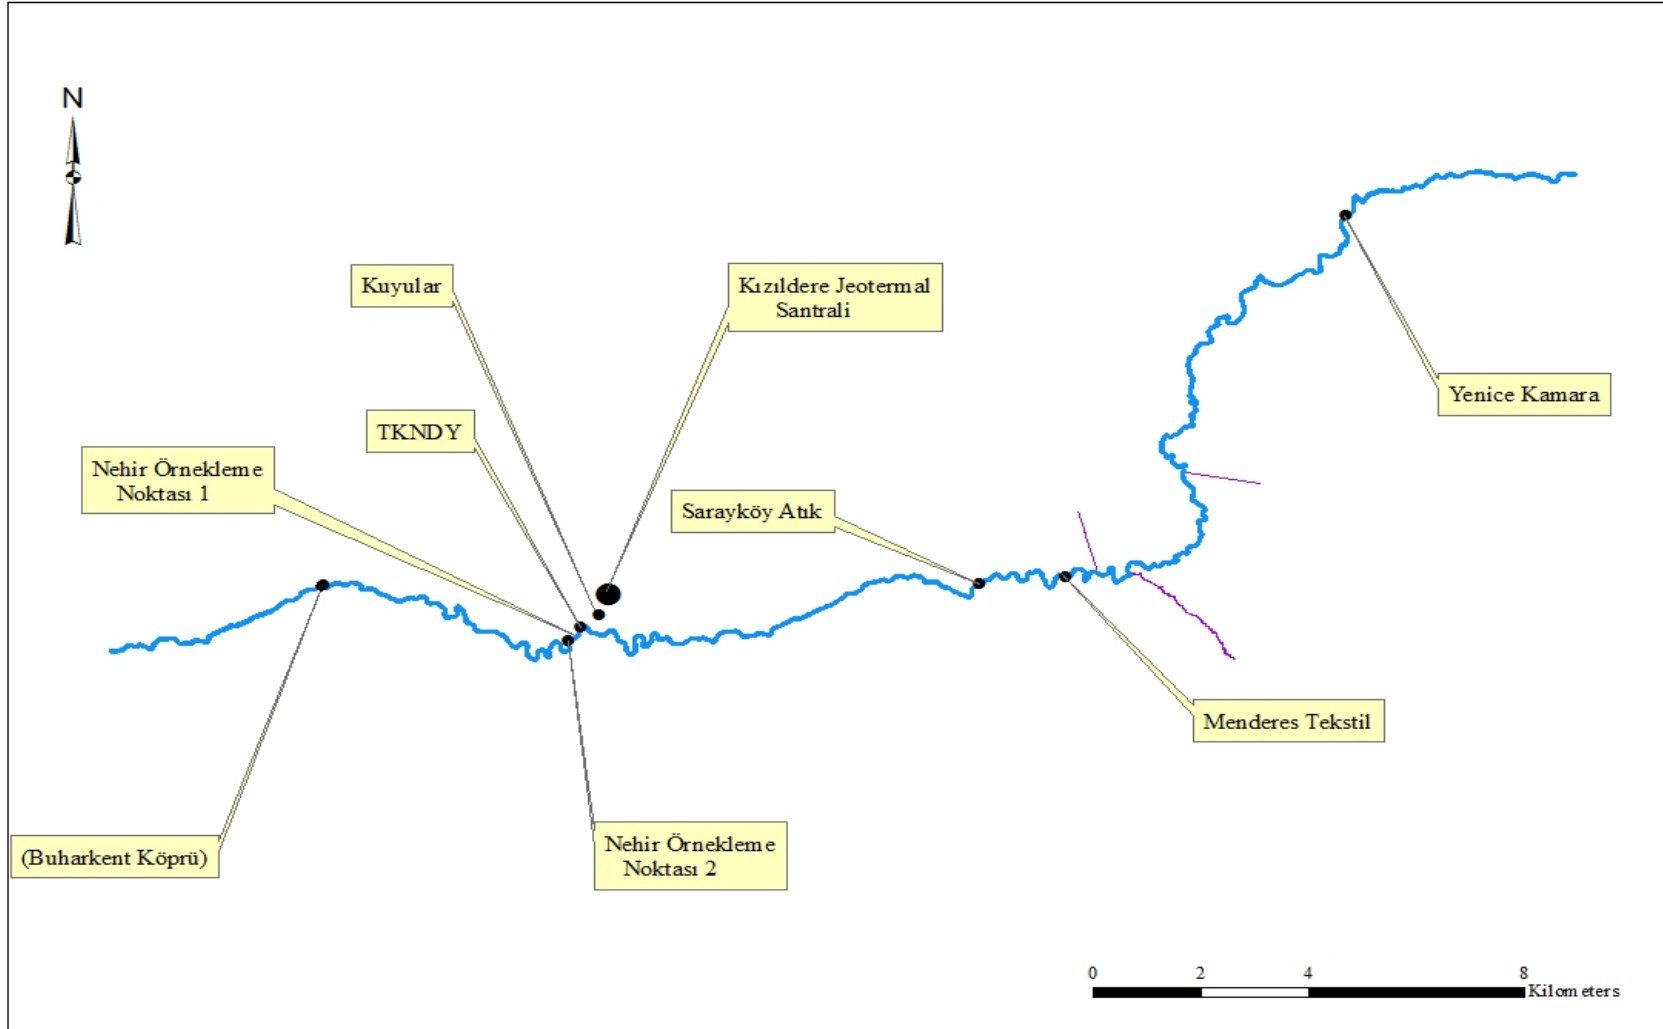 N
Kuyular
Kızıldere Jeotermal
Santrali
TKNDY
Yenice Kamara
Nehir Örnekleme
Noktası 1
Sarayköy Atık
Menderes Tekstil
(Buharkent Köprü)
Nehir Örnekleme
Noktası 2
0 2 4 8
Kilometers